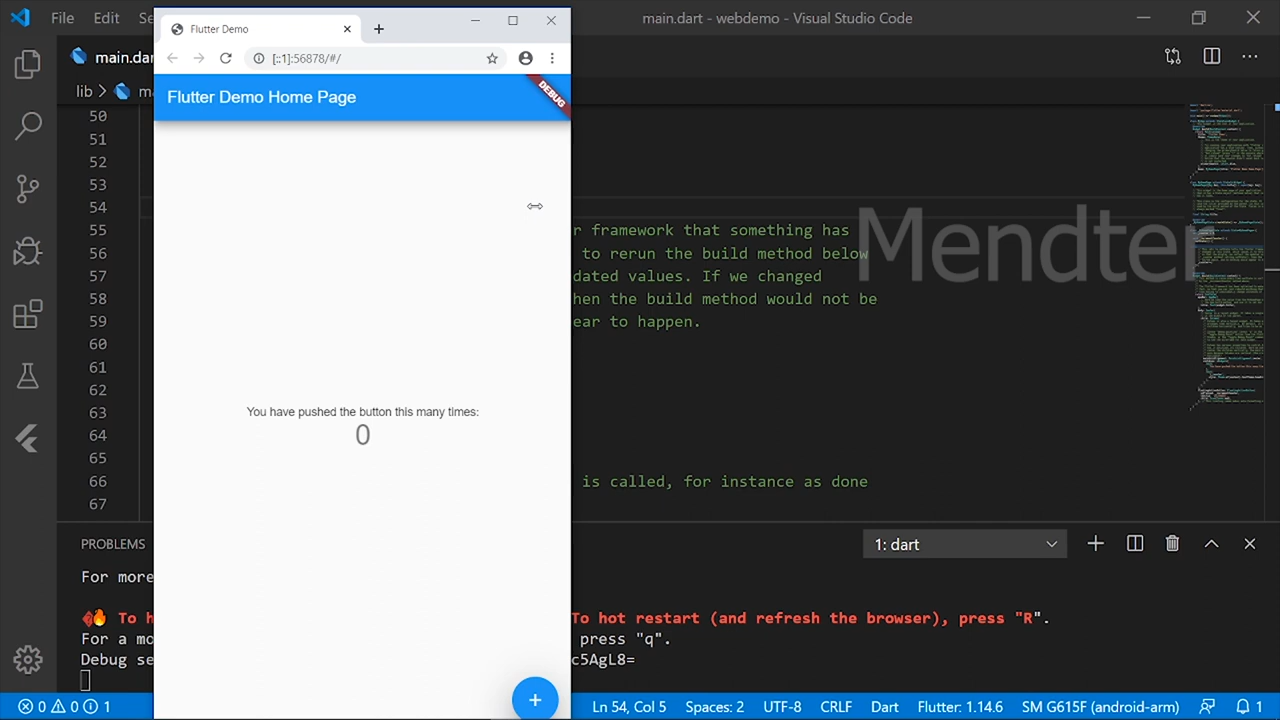 File
Edit
Se
main.dart - webdemo - Visual Studio Code
Flutter Demo
[::1]:56878/#/
main.dar
lib
ma
Flutter Demo Home Page
DEBUG
50
51
52
53
54
55 r framework that something has
56 to rerun the build method below
57 dated values. If we changed
58 hen the build method would not be
59 ear to happen.
60
61
62
63
64
65
66 is called, for instance as done
67
Mendter
You have pushed the button this many times:
0
PROBLEMS
1: dart
For more
To h To hot restart (and refresh the browser), press "R".
For a mo press "q".
Debug se c5AgL8=
0 0 1
Ln 54, Col 5
Spaces: 2
UTF-8
CRLF
Dart
Flutter: 1.14.6
SM G615F (android-arm)
1